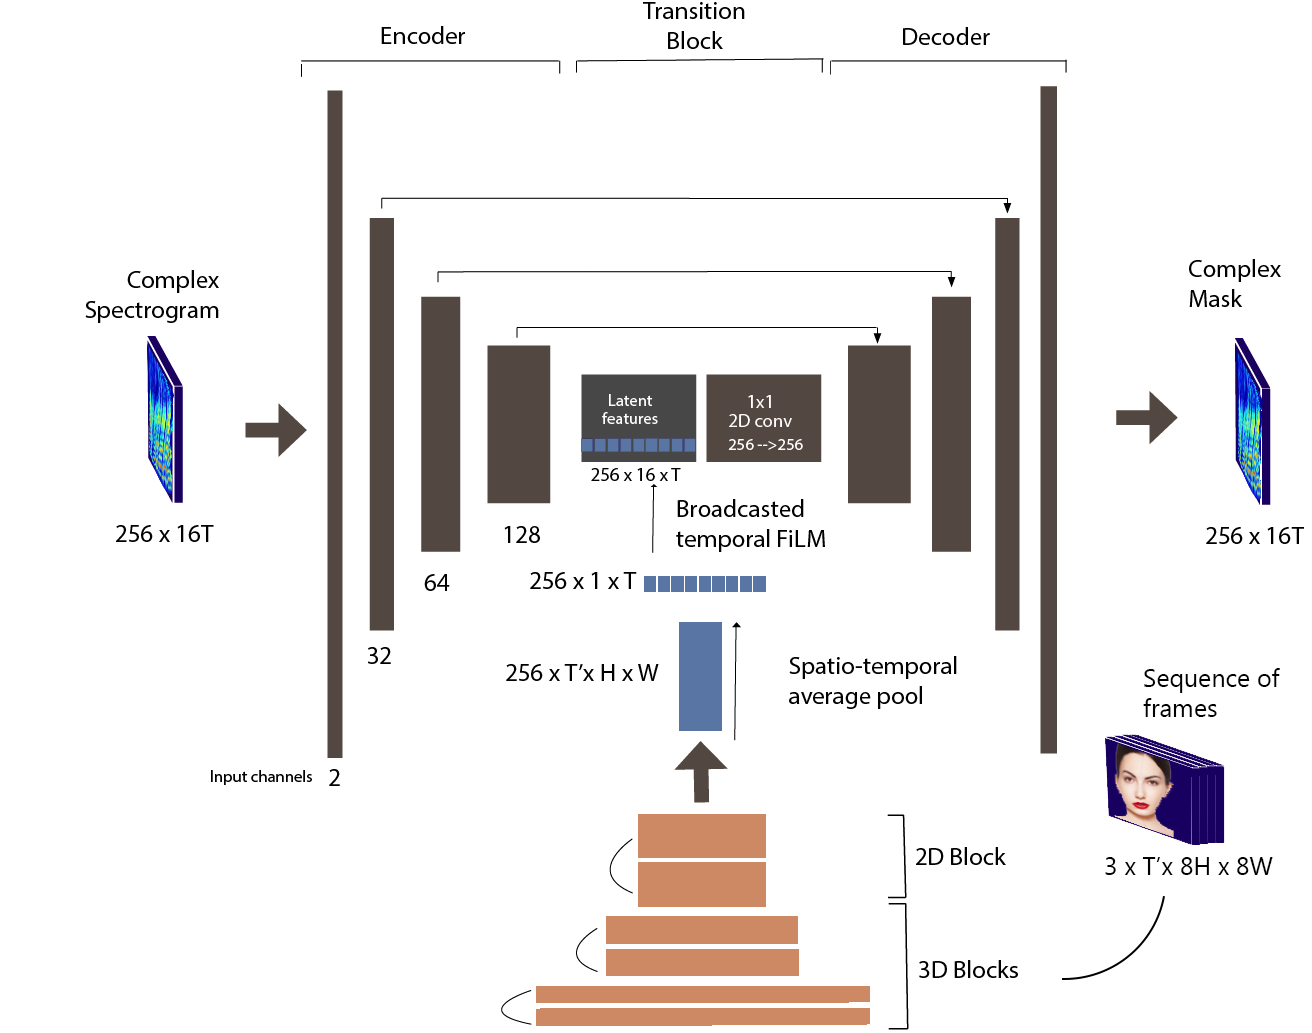 Encoder
Transition
Block
Decoder
Complex
Spectrogram
256 x 16T
Complex
Mask
256 x 16T
Latent
features
1x1
2D conv
256 -->256
256 x 16 x T
Broadcasted
temporal FiLM
128
256 x 1 x T
64
32
256 x T’x H x W
Spatio-temporal
average pool
Sequence of
frames
Input channels 2
2D Block
3 x T’x 8H x 8W
3D Blocks